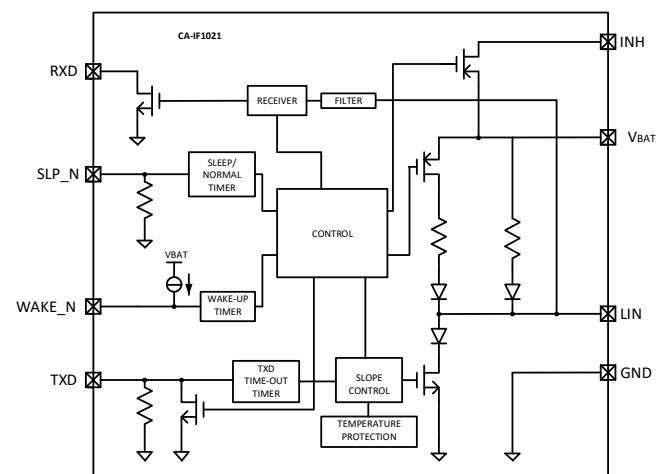 CA-IF1021
INH
RXD
RECEIVER
FILTER
VBAT
SLP_N
SLEEP/
NORMAL
TIMER
CONTROL
VBAT
WAKE_N
WAKE-UP
TIMER
LIN
TXD
TXD
TIME-OUT
TIMER
SLOPE
CONTROL
GND
TEMPERATURE
PROTECTION